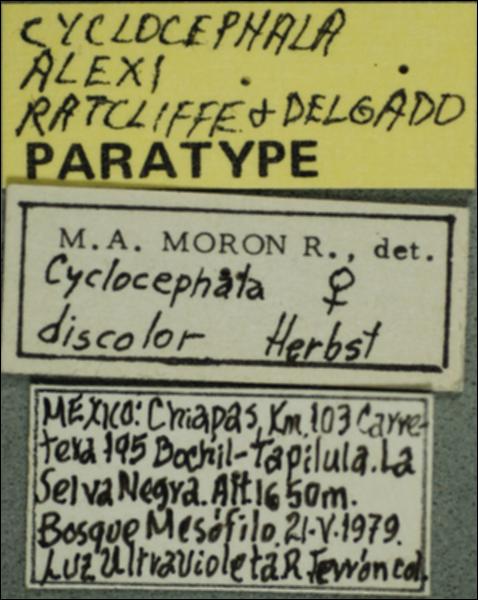 CYCLOCEPHALA
ALEXI
RATCLIFFE & DELGADO
PARATYPE
M.A. MORON R., det.
Cyclocephala ♀
discolor Herbst
MEXICO: Chiapas, Km. 103 Carre-
tera 195 Bochil-Tapilula. La
Selva Negra. Alt. 1650m.
Bosque Mesófilo. 21-V-1979.
Luz Ultravioleta R. Terrón col.